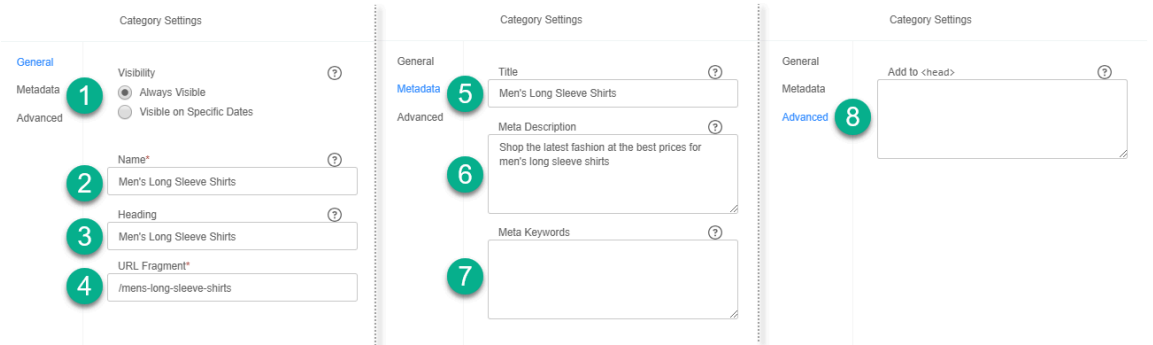 Category Settings
General
Metadata
Advanced
1
Visibility
?
Always Visible
Visible on Specific Dates
Name*
?
2
Men's Long Sleeve Shirts
Heading
?
3
Men's Long Sleeve Shirts
URL Fragment*
4
/mens-long-sleeve-shirts
Category Settings
General
Metadata
Advanced
Title
?
5
Men's Long Sleeve Shirts
Meta Description
?
6
Shop the latest fashion at the best prices for
men's long sleeve shirts
Meta Keywords
?
7
Category Settings
General
Metadata
Advanced
8
Add to <head>
?